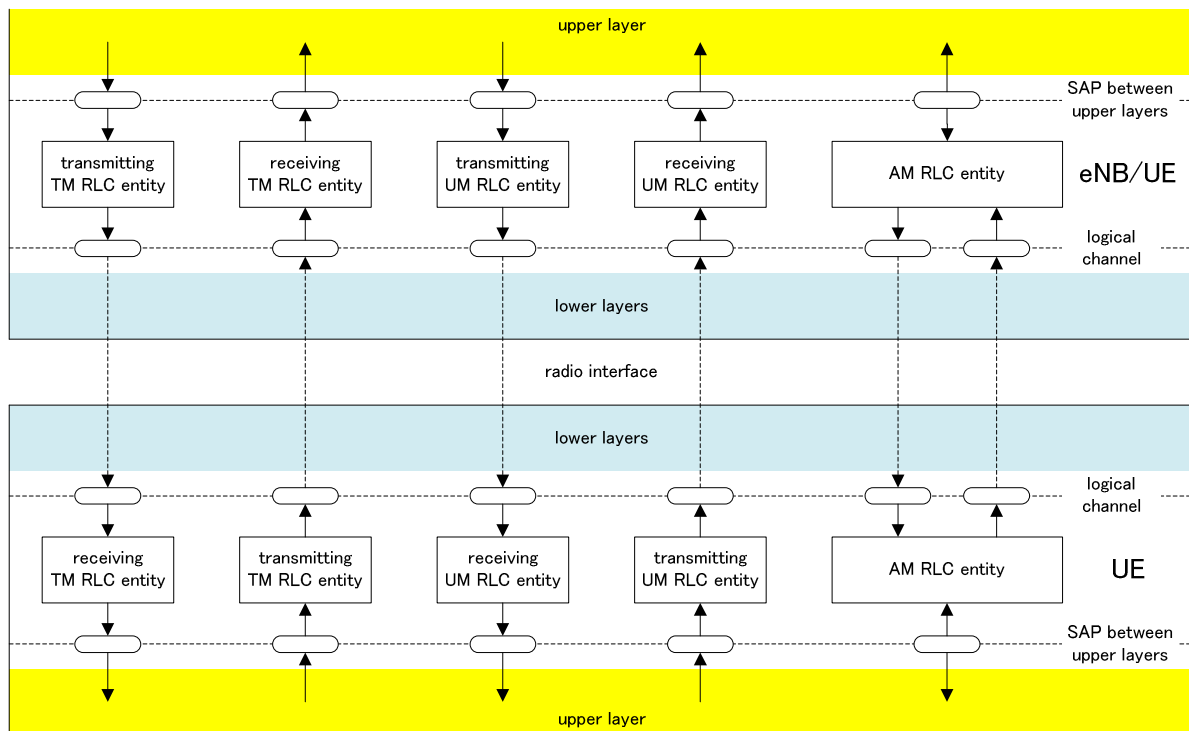 upper layer
SAP between
upper layers
transmitting
TM RLC entity
receiving
TM RLC entity
transmitting
UM RLC entity
receiving
UM RLC entity
AM RLC entity
eNB/UE
logical
channel
lower layers
radio interface
lower layers
logical
channel
receiving
TM RLC entity
transmitting
TM RLC entity
receiving
UM RLC entity
transmitting
UM RLC entity
AM RLC entity
UE
SAP between
upper layers
upper layer